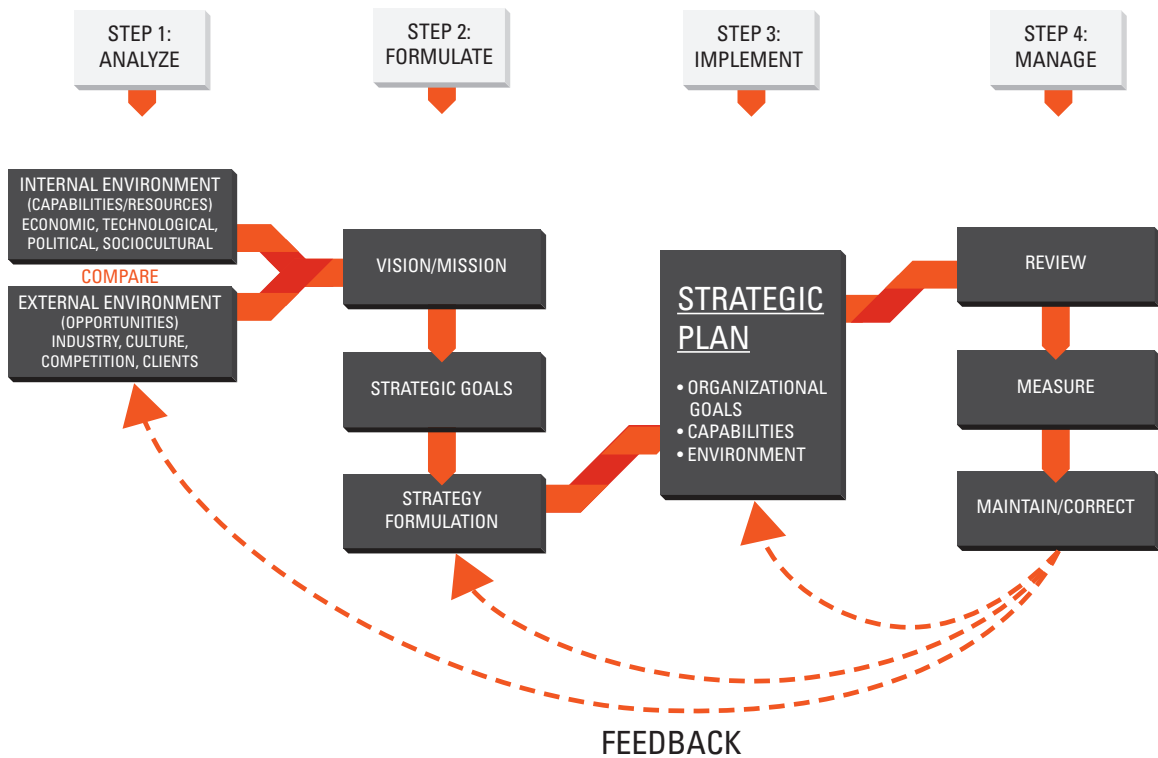 STEP 1:
ANALYZE
STEP 2:
FORMULATE
STEP 3:
IMPLEMENT
STEP 4:
MANAGE
INTERNAL ENVIRONMENT
(CAPABILITIES/RESOURCES)
ECONOMIC, TECHNOLOGICAL,
POLITICAL, SOCIOCULTURAL
COMPARE
EXTERNAL ENVIRONMENT
(OPPORTUNITIES)
INDUSTRY, CULTURE,
COMPETITION, CLIENTS
VISION/MISSION
STRATEGIC GOALS
STRATEGY
FORMULATION
STRATEGIC
PLAN
• ORGANIZATIONAL
GOALS
• CAPABILITIES
• ENVIRONMENT
REVIEW
MEASURE
MAINTAIN/CORRECT
FEEDBACK